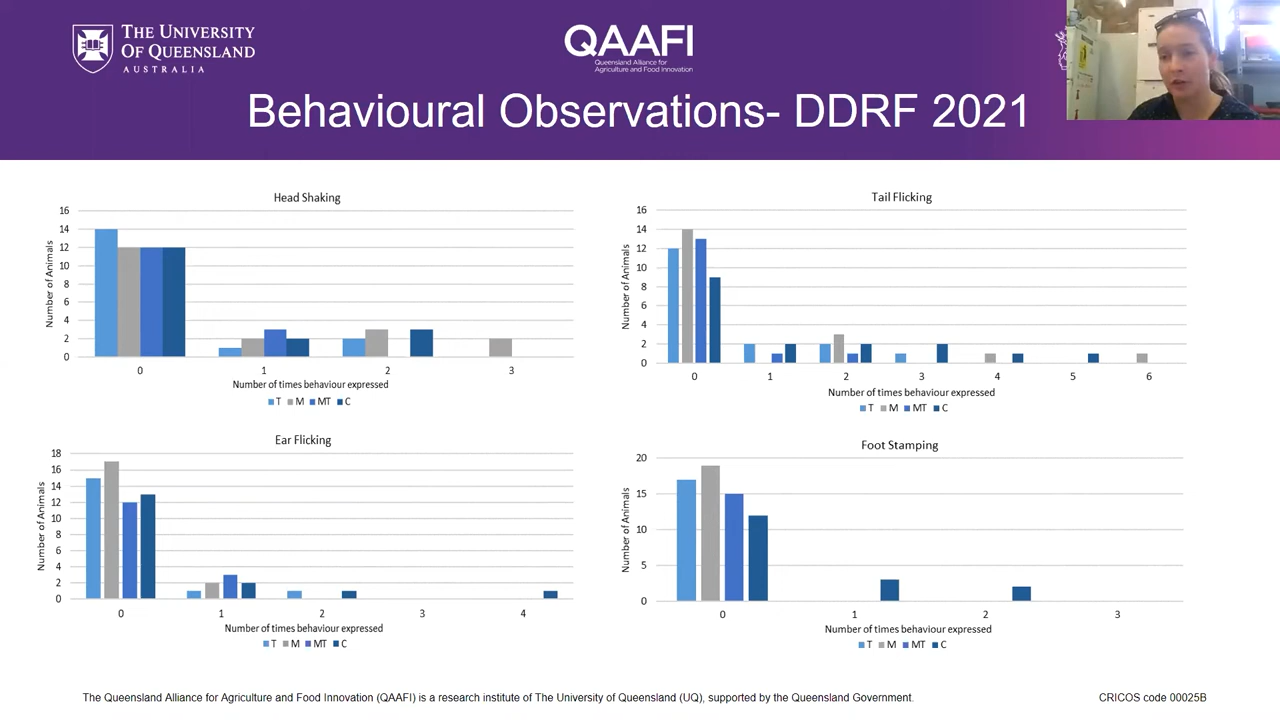 THE UNIVERSITY
OF QUEENSLAND
AUSTRALIA
QAAFI
Queensland Alliance for
Agriculture and Food Innovation
Behavioural Observations- DDRF 2021
Head Shaking
16
14
12
10
8
6
4
2
0
Number of Animals
0 1 2 3
Number of times behaviour expressed
T M MT C
Tail Flicking
16
14
12
10
8
6
4
2
0
Number of Animals
0 1 2 3 4 5 6
Number of times behaviour expressed
T M MT C
Ear Flicking
18
16
14
12
10
8
6
4
2
0
Number of Animals
0 1 2 3 4
Number of times behaviour expressed
T M MT C
Foot Stamping
20
15
10
5
0
Number of Animals
0 1 2 3
Number of times behaviour expressed
T M MT C
The Queensland Alliance for Agriculture and Food Innovation (QAAFI) is a research institute of The University of Queensland (UQ), supported by the Queensland Government.
CRICOS code 00025B